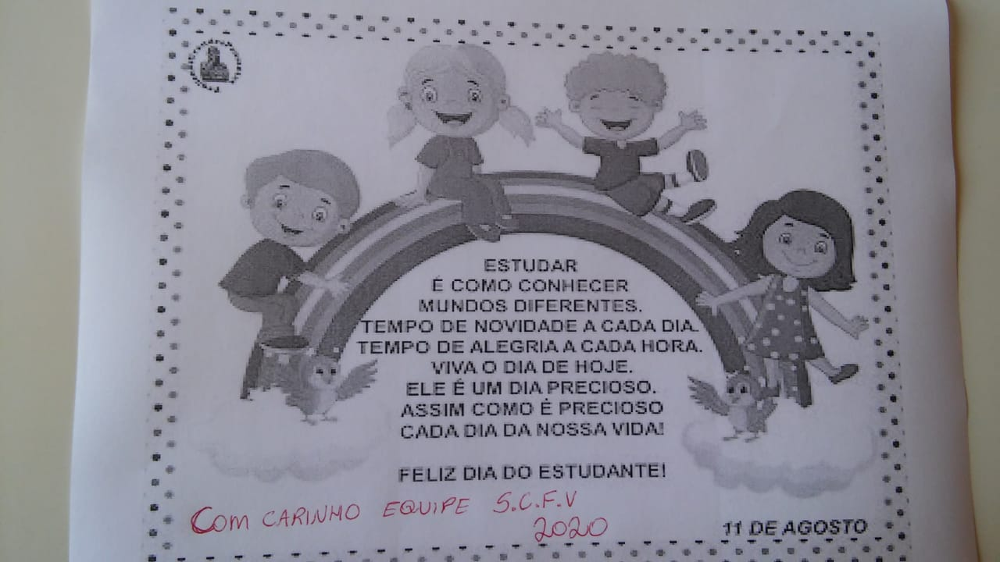 ESTUDAR
É COMO CONHECER
MUNDOS DIFERENTES.
TEMPO DE NOVIDADE A CADA DIA.
TEMPO DE ALEGRIA A CADA HORA.
VIVA O DIA DE HOJE.
ELE É UM DIA PRECIOSO.
ASSIM COMO É PRECIOSO
CADA DIA DA NOSSA VIDA!
FELIZ DIA DO ESTUDANTE!
COM CARINHO EQUIPE S.C.F.V
2020
11 DE AGOSTO